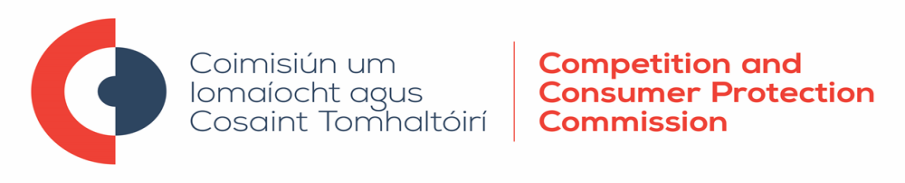 Coimisiún um
Iomaíocht agus
Cosaint Tomhaltóirí
Competition and
Consumer Protection
Commission